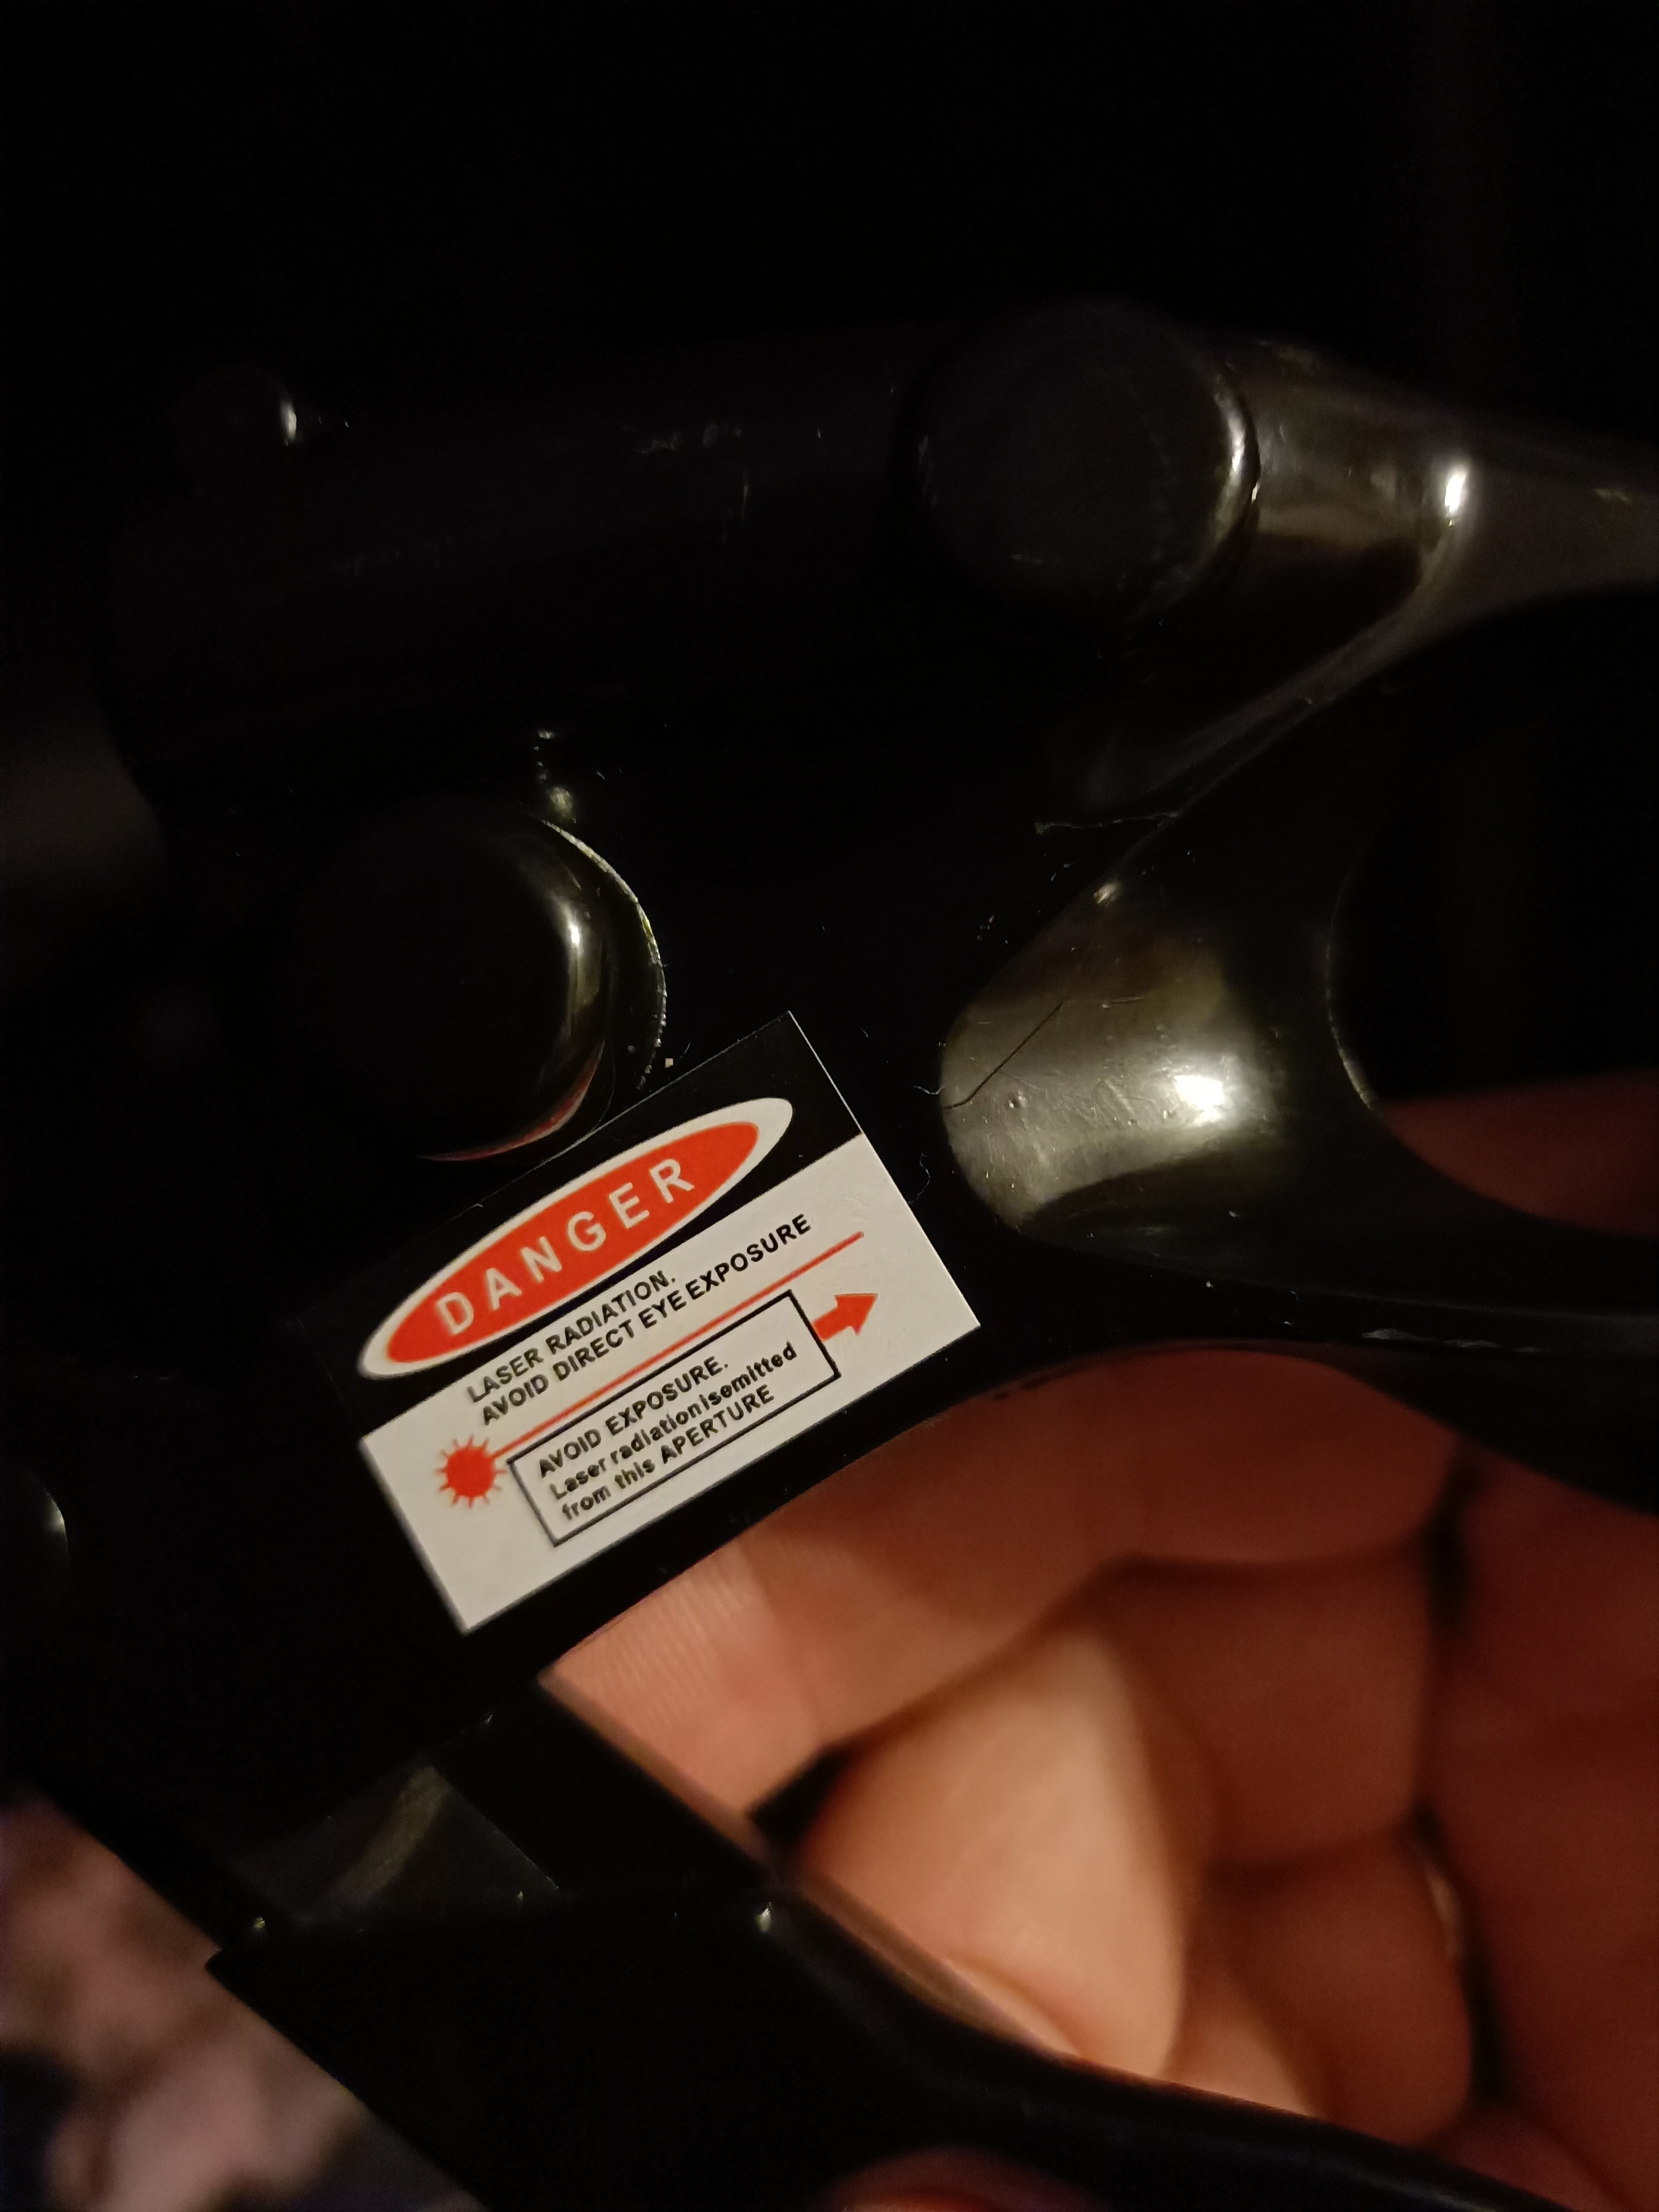 DANGER
LASER RADIATION.
AVOID DIRECT EYE EXPOSURE
AVOID EXPOSURE.
Laser radiationisemitted
from this APERTURE